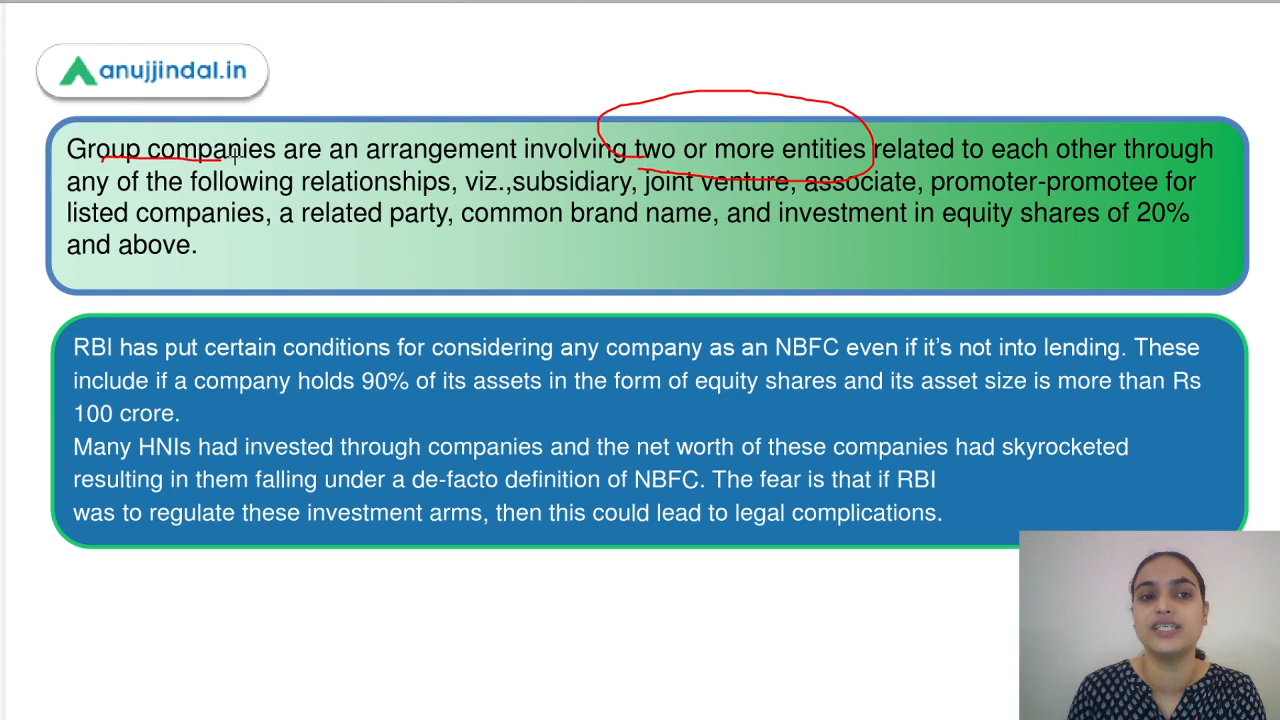 anujjindal.in
Group companies are an arrangement involving two or more entities related to each other through
any of the following relationships, viz.,subsidiary, joint venture, associate, promoter-promotee for
listed companies, a related party, common brand name, and investment in equity shares of 20%
and above.
RBI has put certain conditions for considering any company as an NBFC even if it’s not into lending. These
include if a company holds 90% of its assets in the form of equity shares and its asset size is more than Rs
100 crore.
Many HNIs had invested through companies and the net worth of these companies had skyrocketed
resulting in them falling under a de-facto definition of NBFC. The fear is that if RBI
was to regulate these investment arms, then this could lead to legal complications.